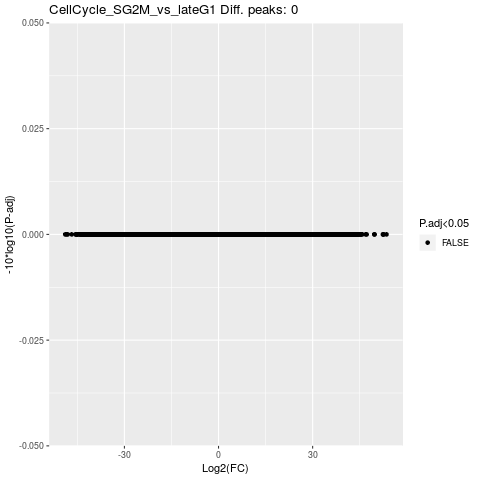 CellCycle_SG2M_vs_lateG1 Diff. peaks: 0
-10*log10(P-adj)
0.050
0.025
0.000
-0.025
-0.050
-30
0
30
Log2(FC)
P.adj<0.05
FALSE